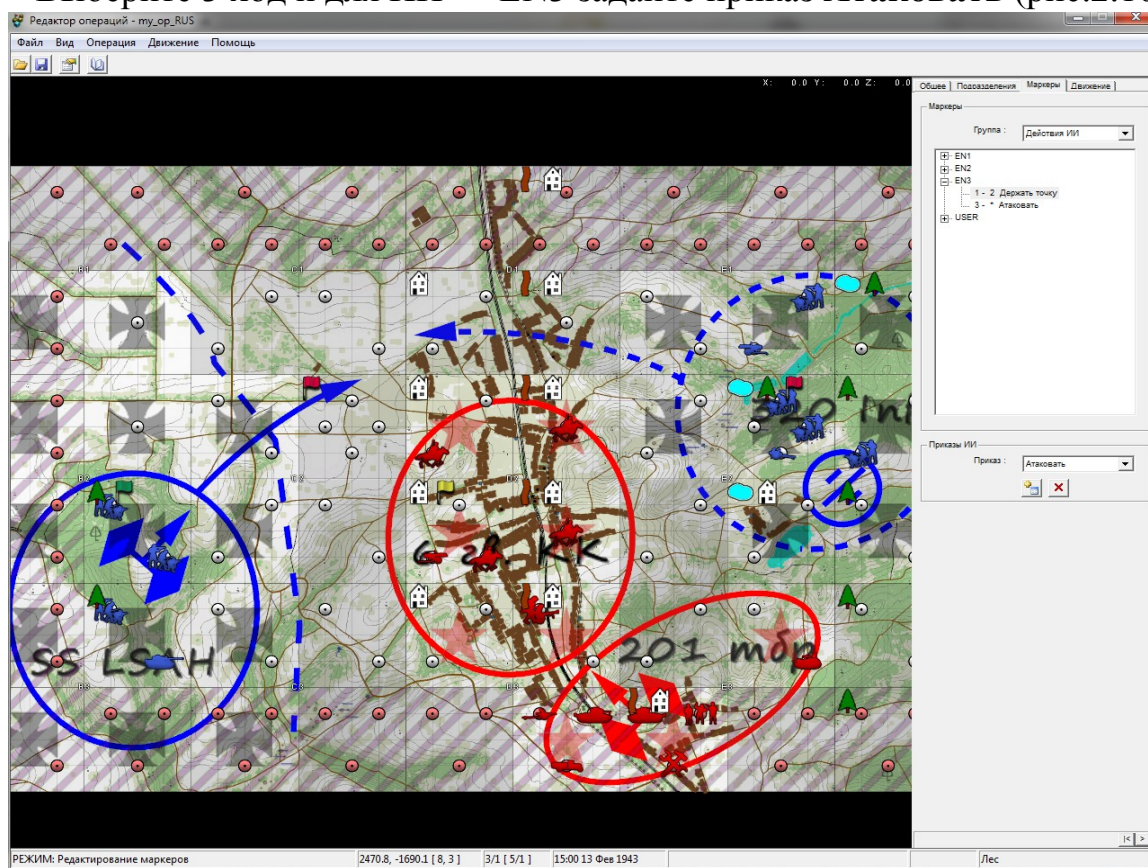 Выберите 3 ход и для ИИ EN3 задайте приказ Атаковать (рис.2.1
Редактор операций - my_op_RUS
Файл Вид Операция Движение Помощь
X: 0.0 Y: 0.0 Z: 0.0
Общее Подразделения Маркеры Движение
Маркеры
Группа : Действия ИИ
EN1
EN2
EN3
1 - 2 Держать точку
3 - * Атаковать
USER
Приказы ИИ
Приказ : Атаковать
B1 C1 D1 E1
320 Inf
B2 C2 D2 E2
6 гв. КК
SS LSAH
201 тбр
B3 C3 D3 E3
РЕЖИМ: Редактирование маркеров 2470.8, -1690.1 [ 8, 3 ] 3/1 [ 5/1 ] 15:00 13 Фев 1943 Лес